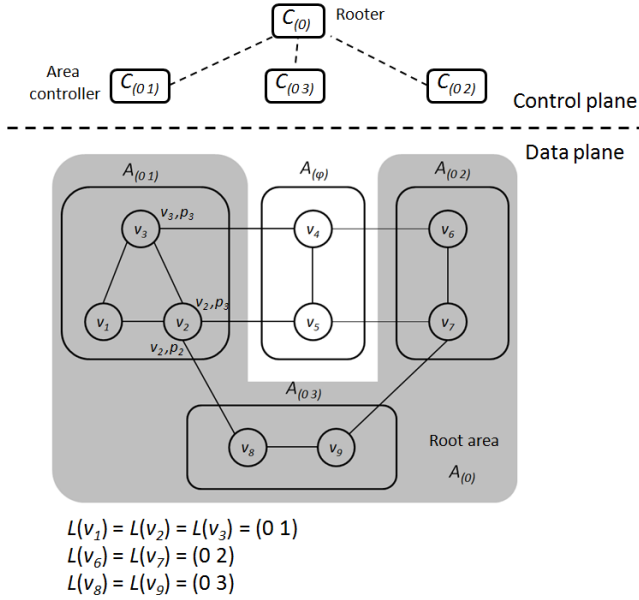 C(0) Rooter
Area controller
C(0 1)
C(0 3)
C(0 2)
Control plane
Data plane
A(0 1)
A(φ)
A(0 2)
v3,p3
v3
v4
v6
v2,p3
v1
v2
v5
v7
v2,p2
A(0 3)
v8
v9
Root area
A(0)
L(v1) = L(v2) = L(v3) = (0 1)
L(v6) = L(v7) = (0 2)
L(v8) = L(v9) = (0 3)